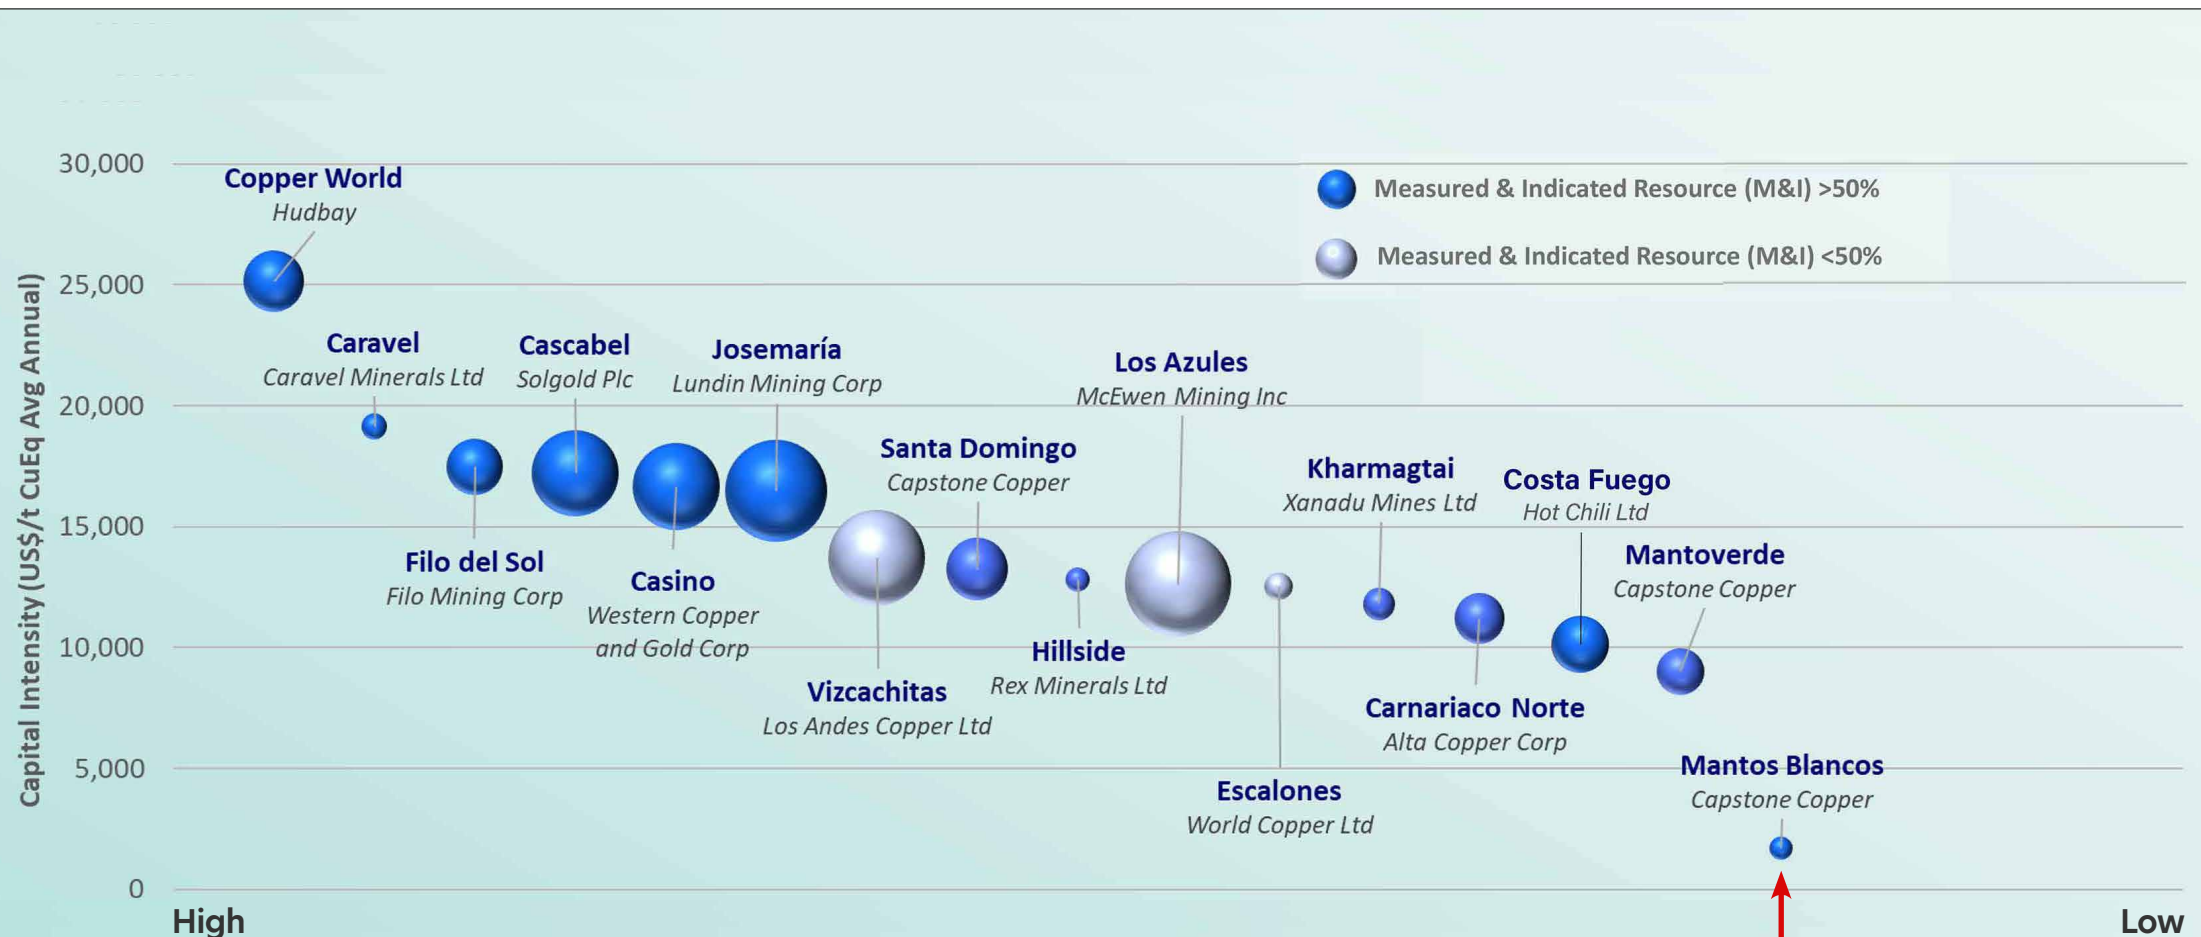 30,000
25,000
20,000
15,000
10,000
5,000
0
Capital Intensity (US$/t CuEq Avg Annual)
Measured & Indicated Resource (M&I) >50%
Measured & Indicated Resource (M&I) <50%
Copper World
Hudbay
Caravel
Caravel Minerals Ltd
Filo del Sol
Filo Mining Corp
Cascabel
Solgold Plc
Casino
Western Copper
and Gold Corp
Josemaría
Lundin Mining Corp
Vizcachitas
Los Andes Copper Ltd
Santa Domingo
Capstone Copper
Hillside
Rex Minerals Ltd
Los Azules
McEwen Mining Inc
Escalones
World Copper Ltd
Kharmagtai
Xanadu Mines Ltd
Carnariaco Norte
Alta Copper Corp
Costa Fuego
Hot Chili Ltd
Mantoverde
Capstone Copper
Mantos Blancos
Capstone Copper
High
Low